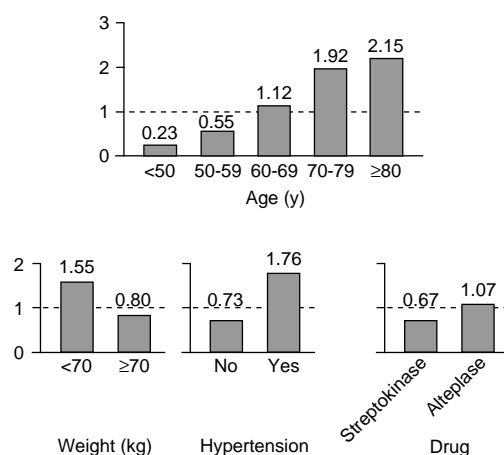 3
2
1
0
0.23
0.55
1.12
1.92
2.15
<50 50-59 60-69 70-79 ≥80
Age (y)
2
1
0
1.55
0.80
<70 ≥70
Weight (kg)
0.73
1.76
No Yes
Hypertension
0.67
1.07
Streptokinase
Alteplase
Drug